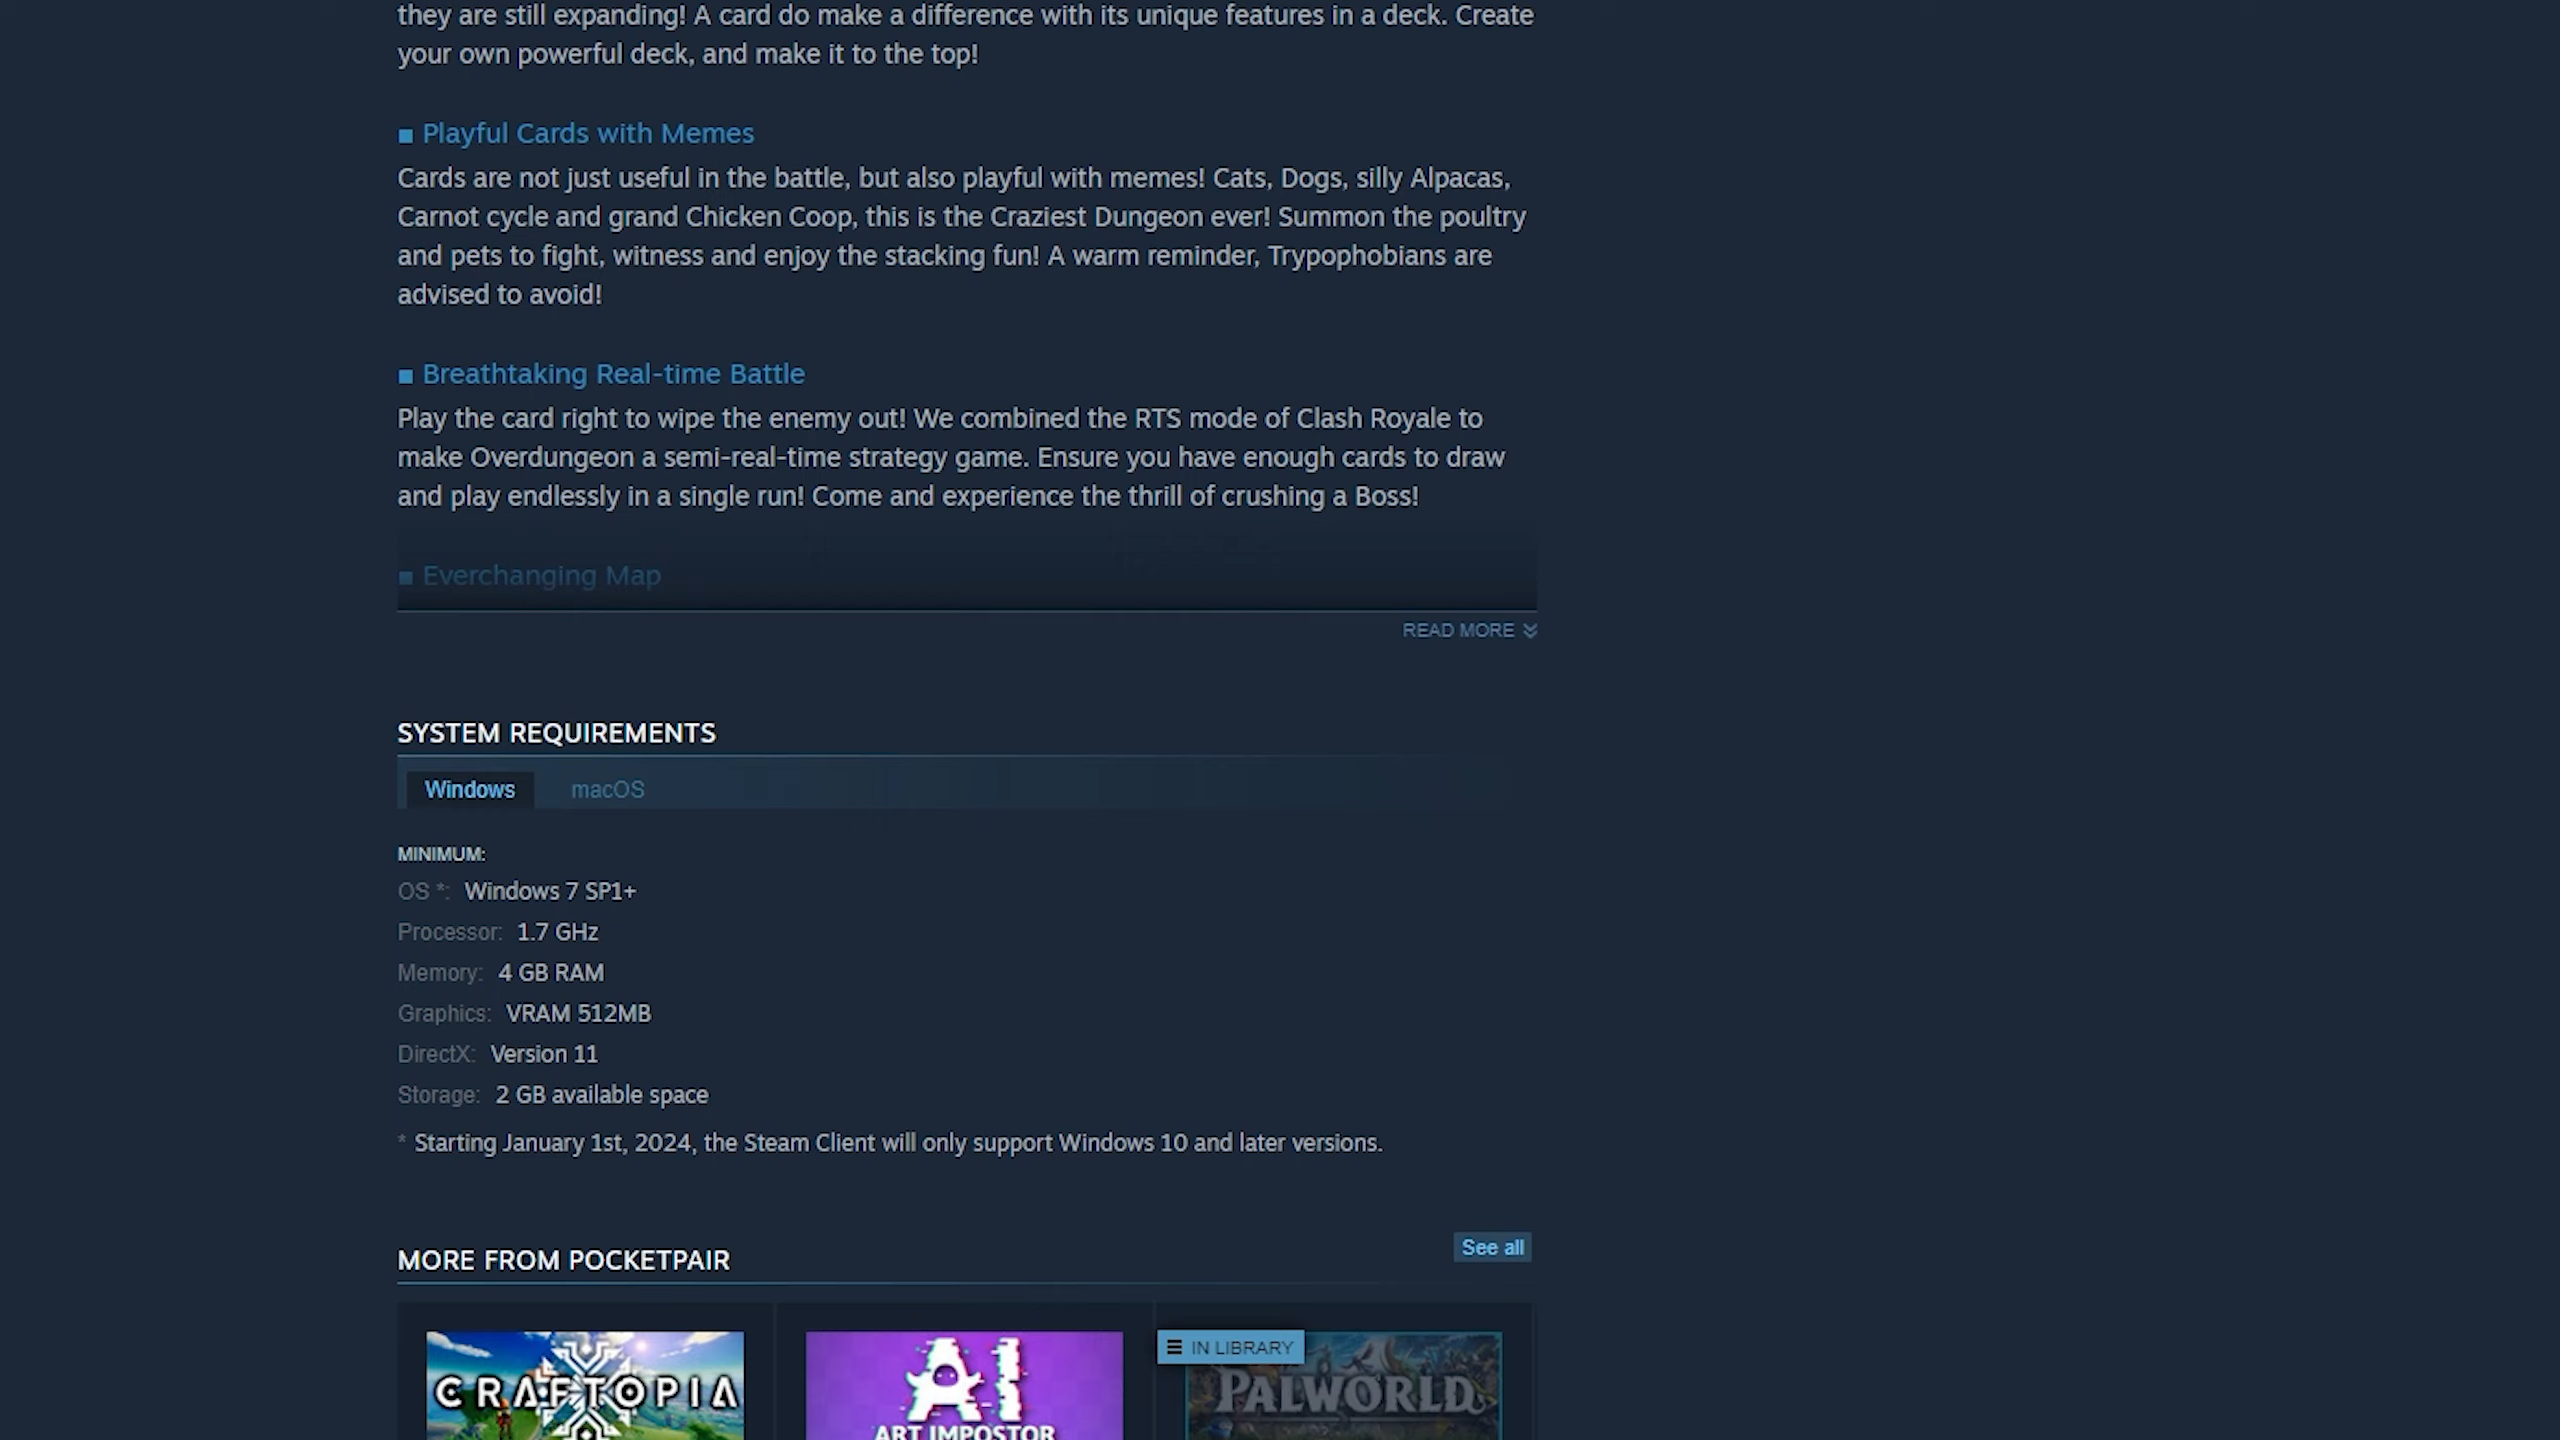 they are still expanding! A card do make a difference with its unique features in a deck. Create
your own powerful deck, and make it to the top!
■ Playful Cards with Memes
Cards are not just useful in the battle, but also playful with memes! Cats, Dogs, silly Alpacas,
Carnot cycle and grand Chicken Coop, this is the Craziest Dungeon ever! Summon the poultry
and pets to fight, witness and enjoy the stacking fun! A warm reminder, Trypophobians are
advised to avoid!
■ Breathtaking Real-time Battle
Play the card right to wipe the enemy out! We combined the RTS mode of Clash Royale to
make Overdungeon a semi-real-time strategy game. Ensure you have enough cards to draw
and play endlessly in a single run! Come and experience the thrill of crushing a Boss!
■ Everchanging Map
READ MORE
SYSTEM REQUIREMENTS
Windows macOS
MINIMUM:
OS *: Windows 7 SP1+
Processor: 1.7 GHz
Memory: 4 GB RAM
Graphics: VRAM 512MB
DirectX: Version 11
Storage: 2 GB available space
* Starting January 1st, 2024, the Steam Client will only support Windows 10 and later versions.
MORE FROM POCKETPAIR
See all
CRAFTOPIA
AI
ART IMPOSTOR
IN LIBRARY
PALWORLD